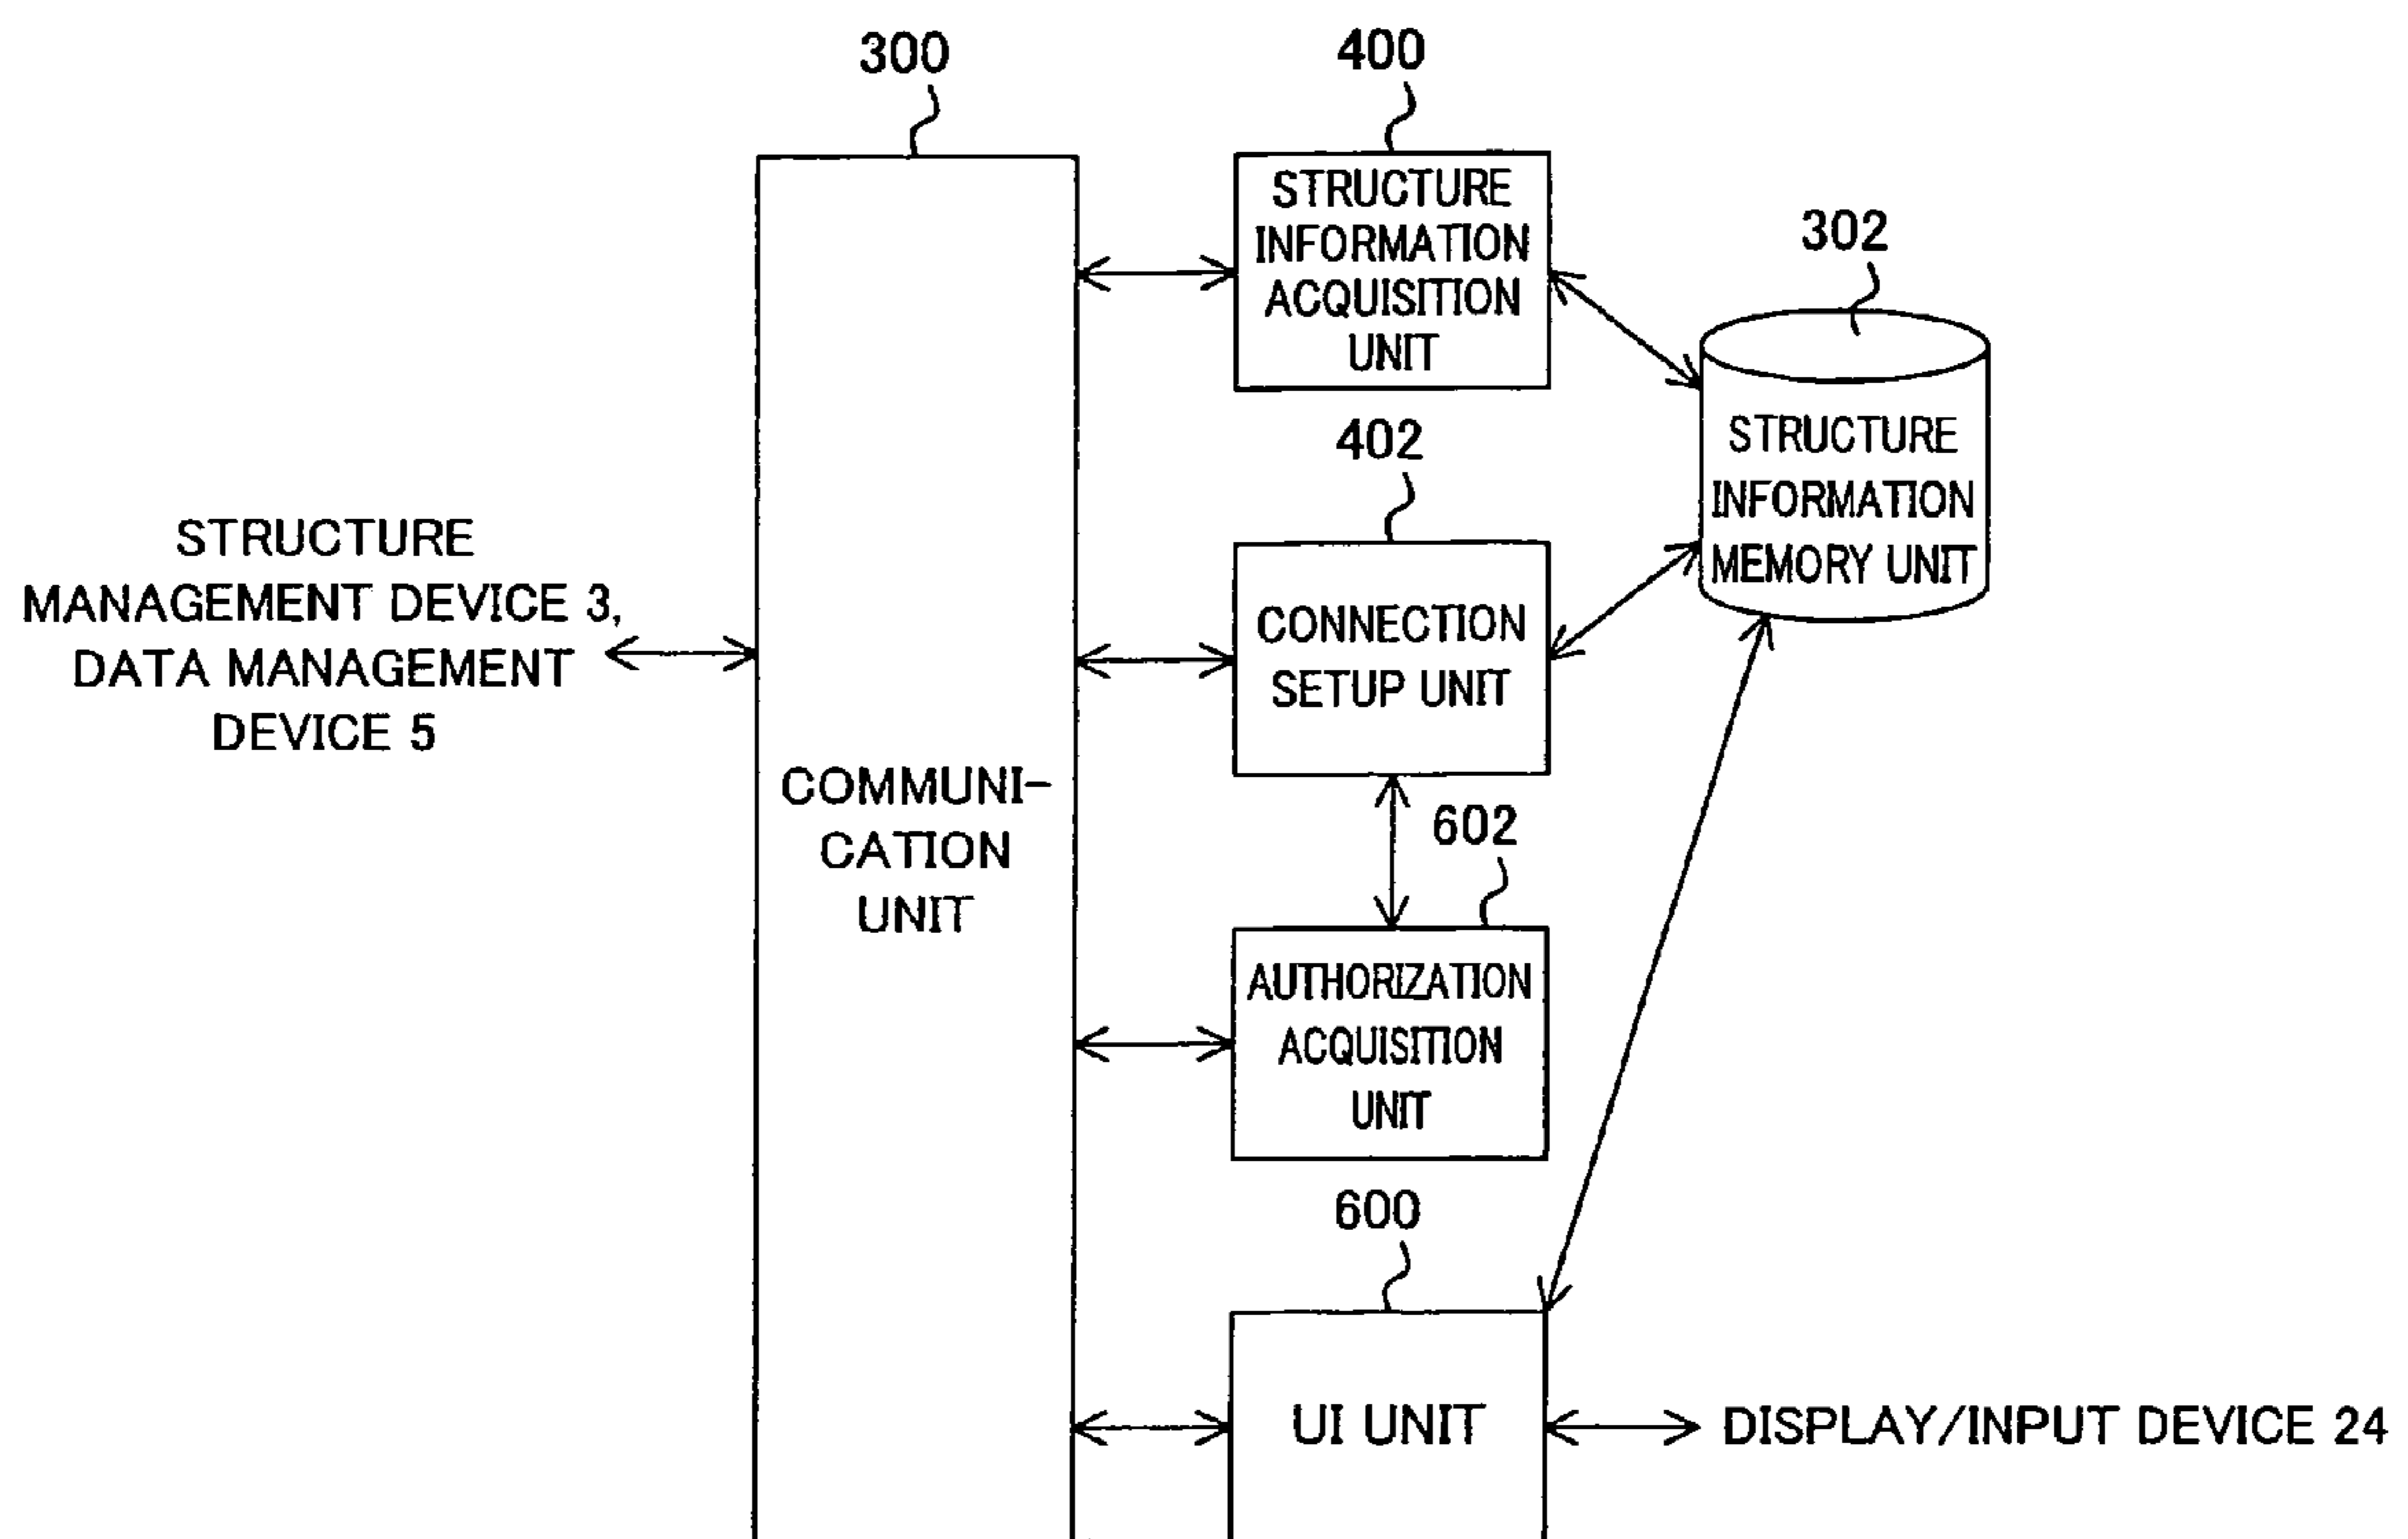 300
400
STRUCTURE
INFORMATION
ACQUISITION
UNIT
302
STRUCTURE
INFORMATION
MEMORY UNIT
402
CONNECTION
SETUP UNIT
STRUCTURE
MANAGEMENT DEVICE 3,
DATA MANAGEMENT
DEVICE 5
COMMUNI-
CATION
UNIT
602
AUTHORIZATION
ACQUISITION
UNIT
600
UI UNIT
DISPLAY/INPUT DEVICE 24